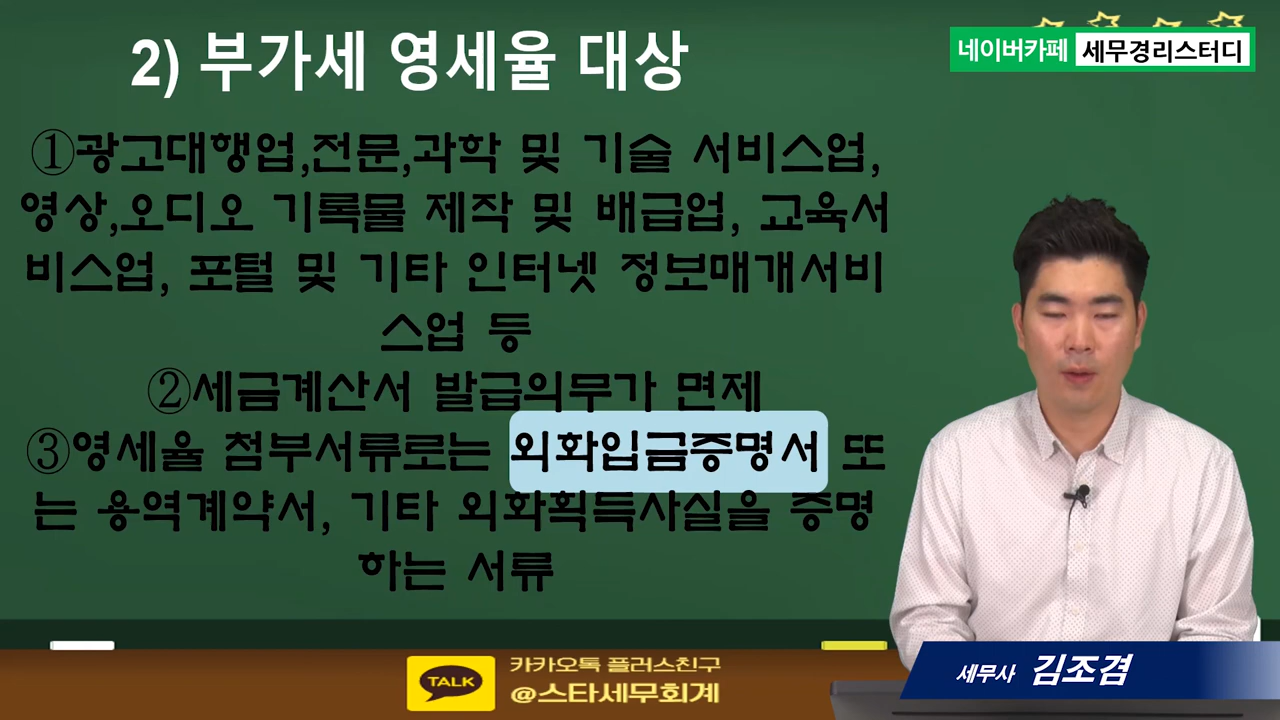 2) 부가세 영세율 대상
네이버카페 세무경리스터디
①광고대행업,전문,과학 및 기술 서비스업,
영상,오디오 기록물 제작 및 배급업, 교육서
비스업, 포털 및 기타 인터넷 정보매개서비
스업 등
②세금계산서 발급의무가 면제
③영세율 첨부서류로는 외화입금증명서 또
는 용역계약서, 기타 외화획득사실을 증명
하는 서류
TALK
카카오톡 플러스친구
@스타세무회계
세무사 김조겸